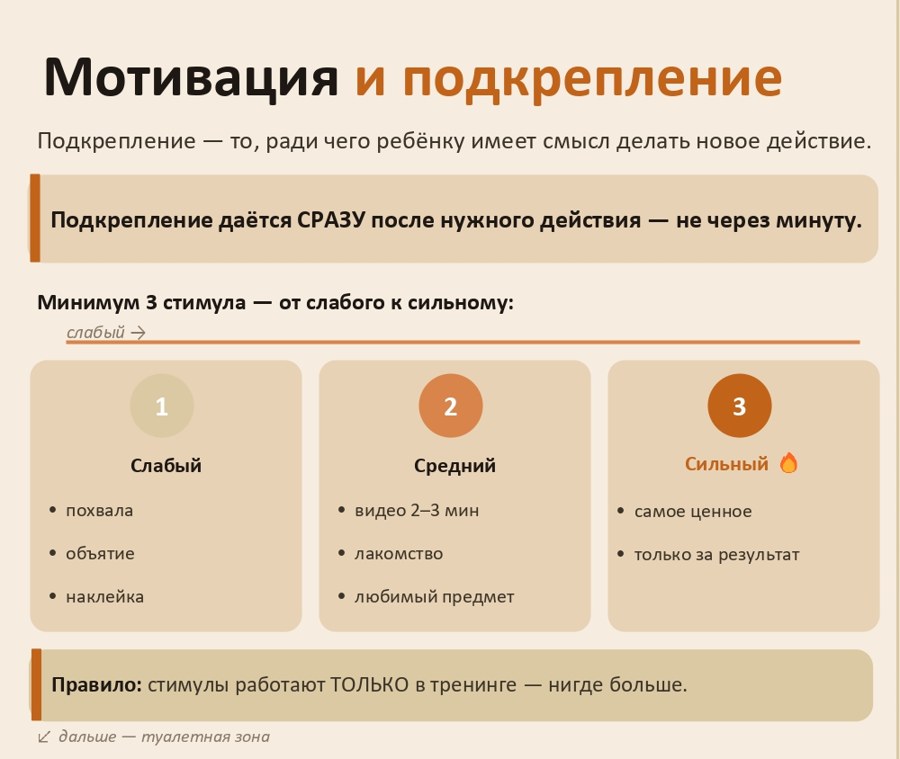 Мотивация и подкрепление
Подкрепление — то, ради чего ребёнку имеет смысл делать новое действие.
Подкрепление даётся СРАЗУ после нужного действия — не через минуту.
Минимум 3 стимула — от слабого к сильному:
слабый →
1
Слабый
• похвала
• объятие
• наклейка
2
Средний
• видео 2–3 мин
• лакомство
• любимый предмет
3
Сильный 🔥
• самое ценное
• только за результат
Правило: стимулы работают ТОЛЬКО в тренинге — нигде больше.
↙ дальше — туалетная зона